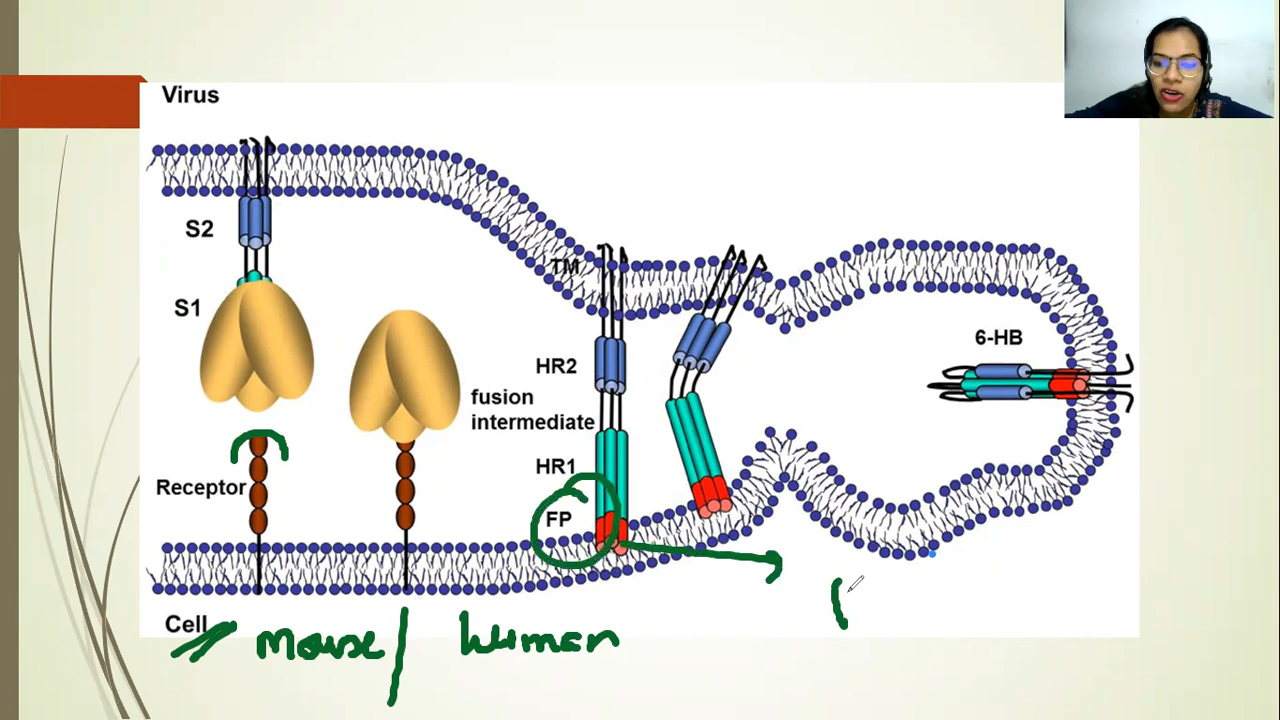 Virus
S2
S1
TM
HR2
6-HB
fusion
intermediate
HR1
Receptor
FP
Cell
mouse / human